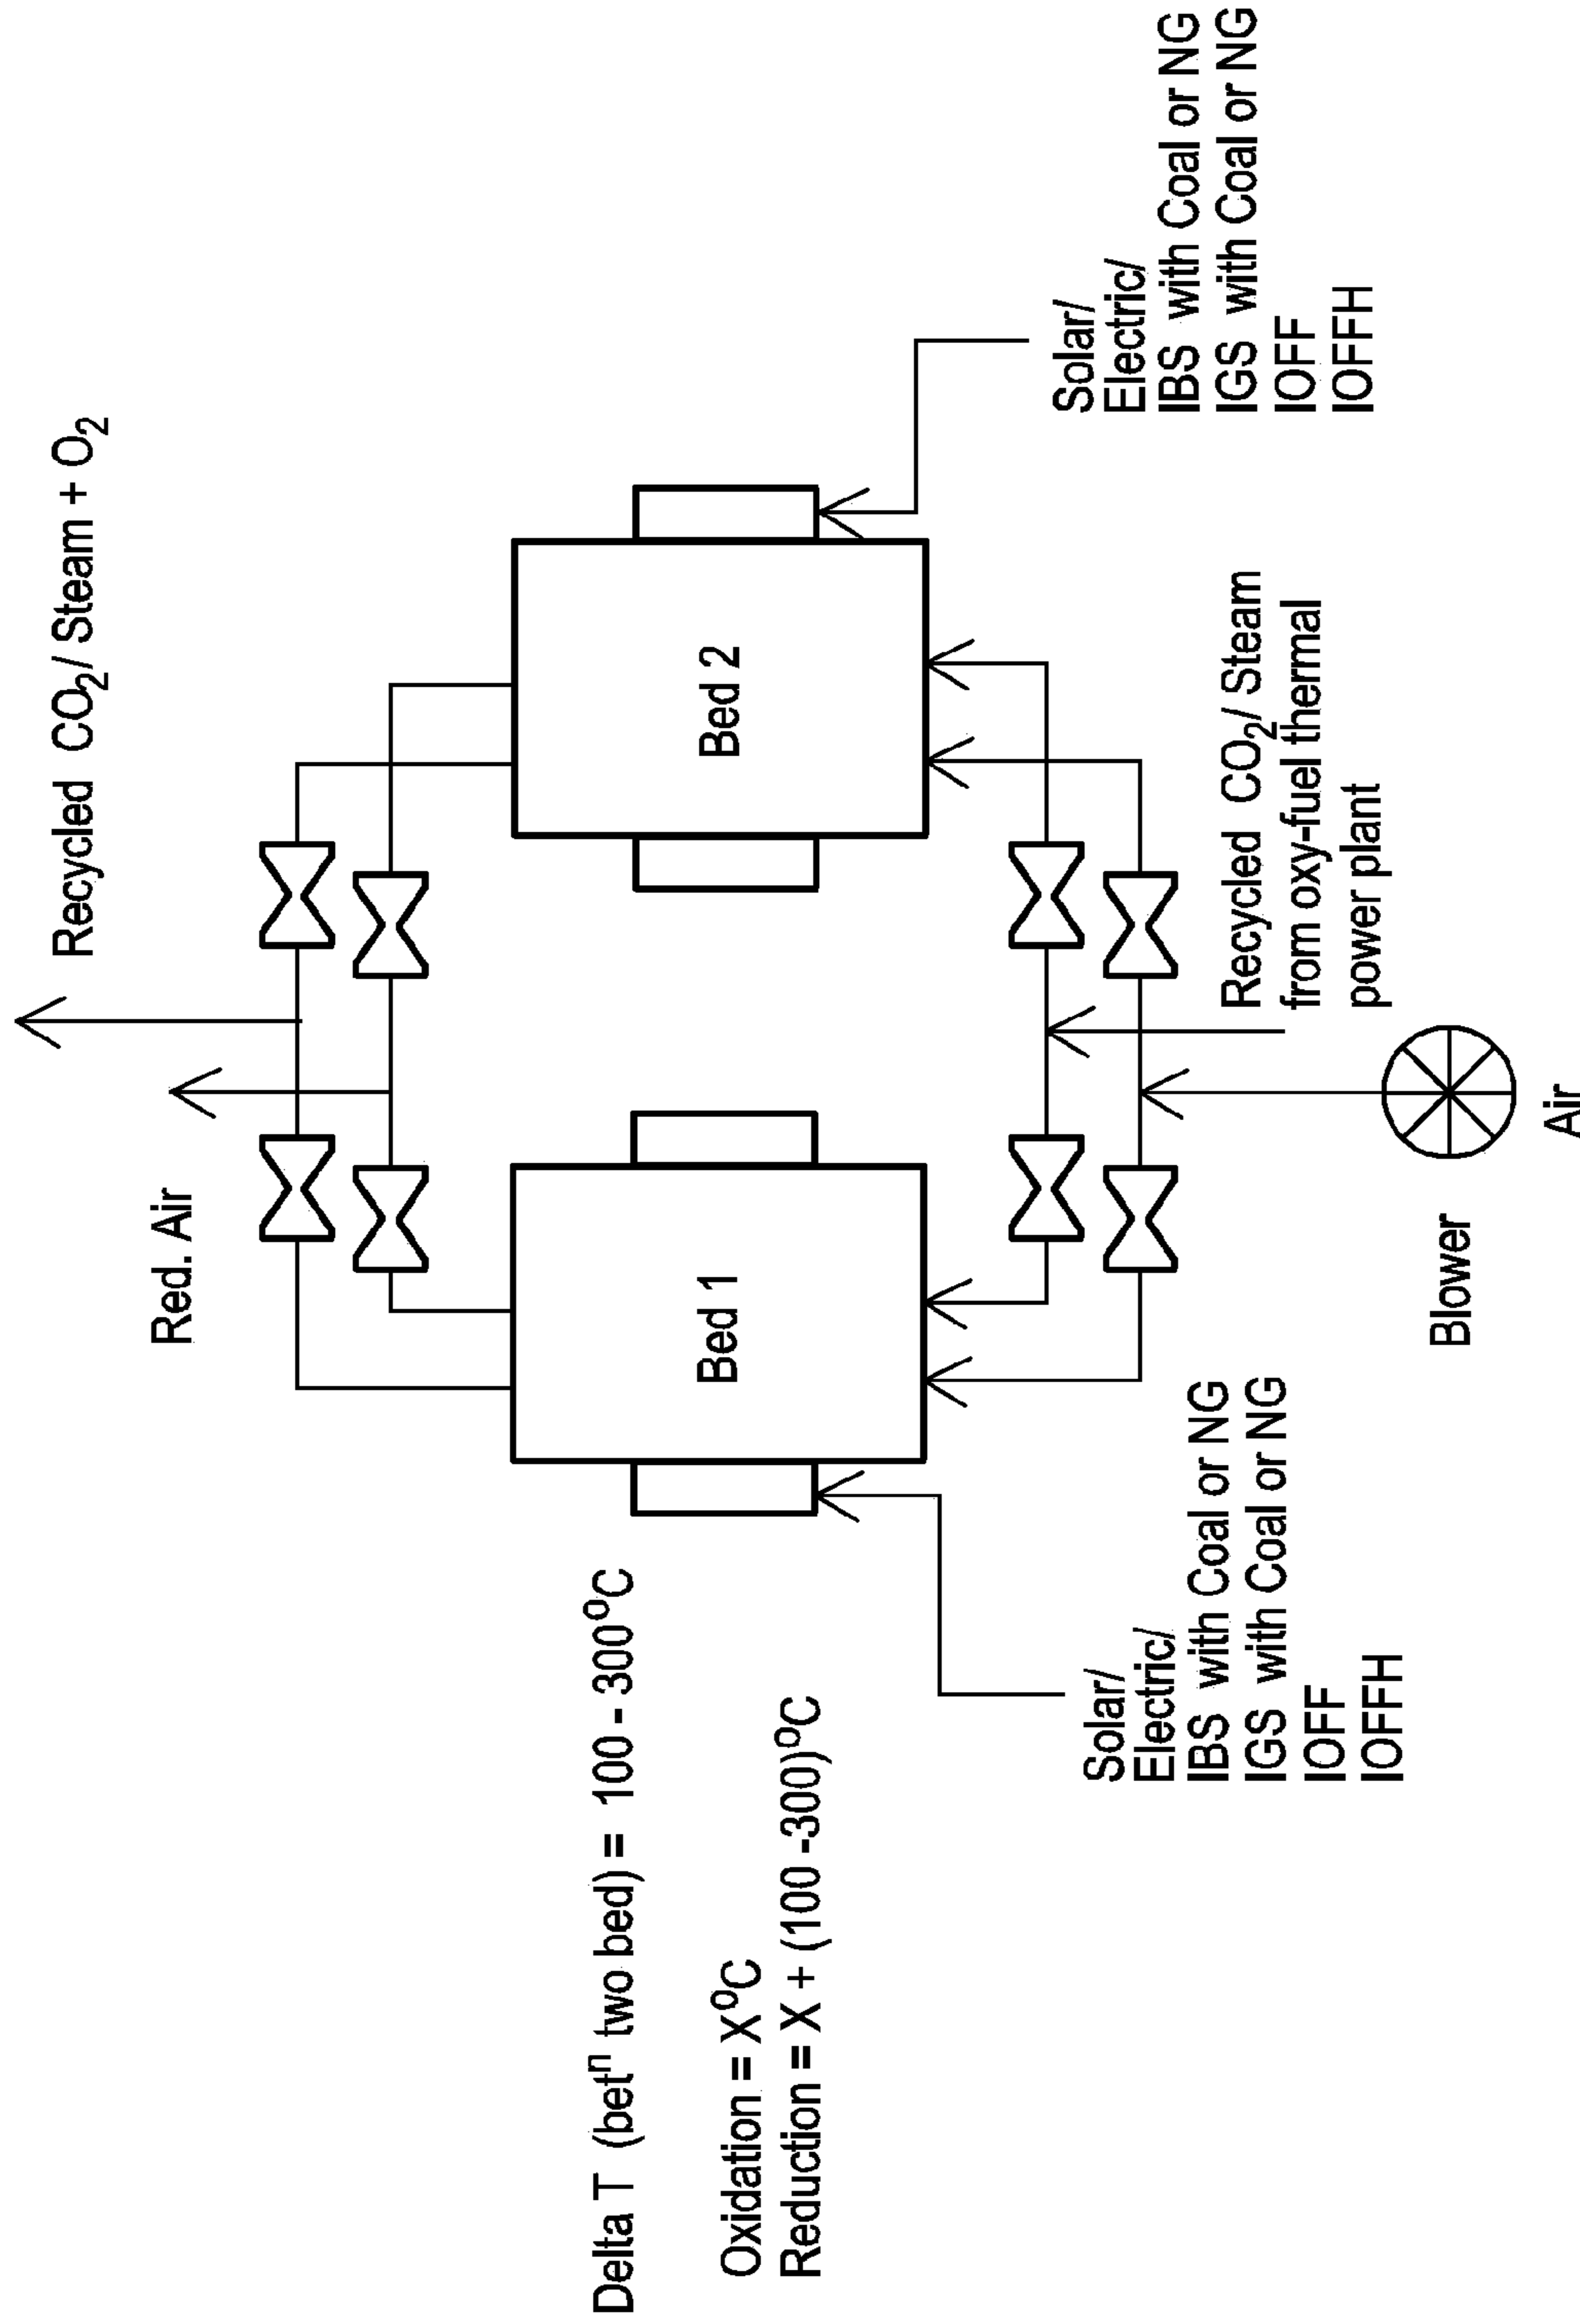 Recycled CO2/ Steam + O2
Red. Air
Delta T (betn two bed) = 100 - 300oC
Oxidation = XoC
Reduction = X + (100 -300)oC
Bed 1
Bed 2
Solar/
Electric/
IBS with Coal or NG
IGS with Coal or NG
IOFF
IOFFH
Solar/
Electric/
IBS with Coal or NG
IGS with Coal or NG
IOFF
IOFFH
Recycled CO2/ Steam
from oxy-fuel thermal
power plant
Blower
Air